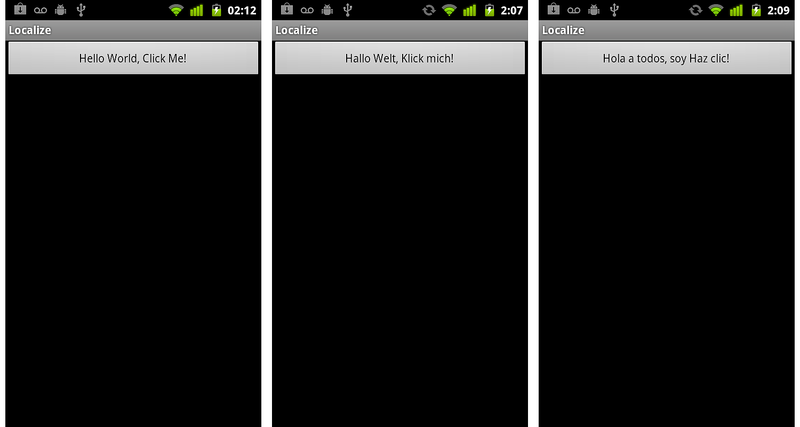 02:12
Localize
Hello World, Click Me!
2:07
Localize
Hallo Welt, Klick mich!
2:09
Localize
Hola a todos, soy Haz clic!